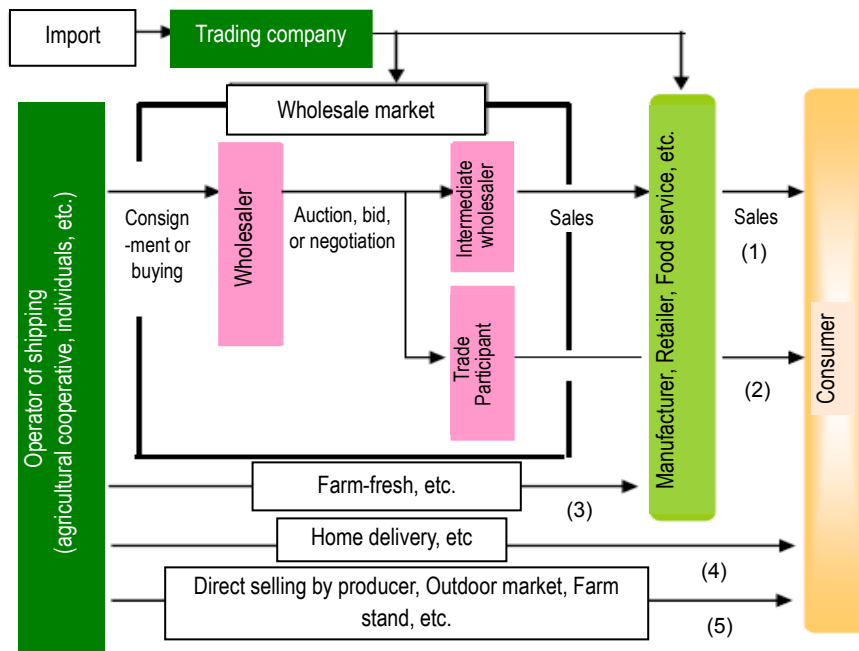 Import
Trading company
Wholesale market
Operator of shipping
(agricultural cooperative, individuals, etc.)
Consign
-ment or
buying
Wholesaler
Auction, bid,
or negotiation
Intermediate
wholesaler
Trade
Participant
Sales
Manufacturer, Retailer, Food service, etc.
Sales
(1)
(2)
Consumer
Farm-fresh, etc.
(3)
Home delivery, etc
(4)
Direct selling by producer, Outdoor market, Farm
stand, etc.
(5)